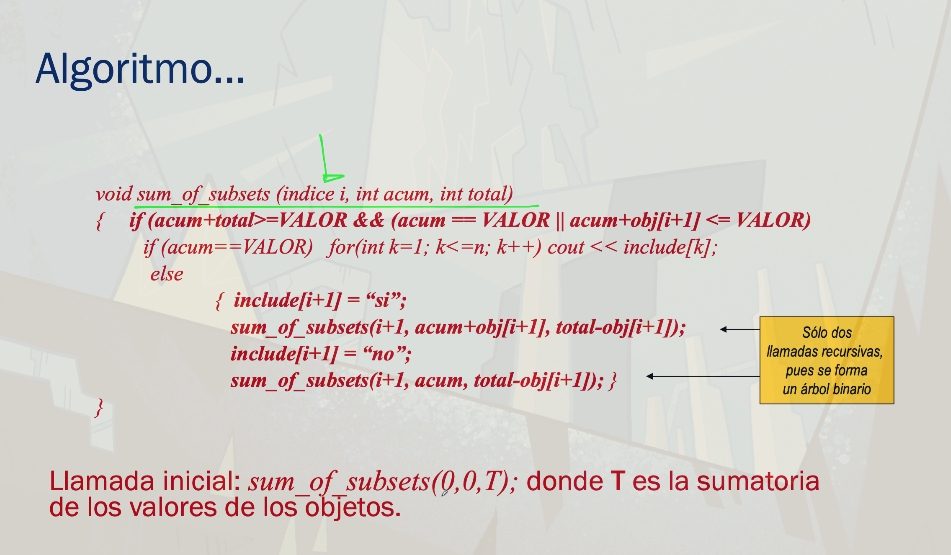 Algoritmo...
void sum_of_subsets (indice i, int acum, int total)
{ if (acum+total>=VALOR && (acum == VALOR || acum+obj[i+1] <= VALOR)
if (acum==VALOR) for(int k=1; k<=n; k++) cout << include[k];
else
{ include[i+1] = “si”;
sum_of_subsets(i+1, acum+obj[i+1], total-obj[i+1]);
include[i+1] = “no”;
sum_of_subsets(i+1, acum, total-obj[i+1]); }
}
Sólo dos
llamadas recursivas,
pues se forma
un árbol binario
Llamada inicial: sum_of_subsets(0,0,T); donde T es la sumatoria
de los valores de los objetos.